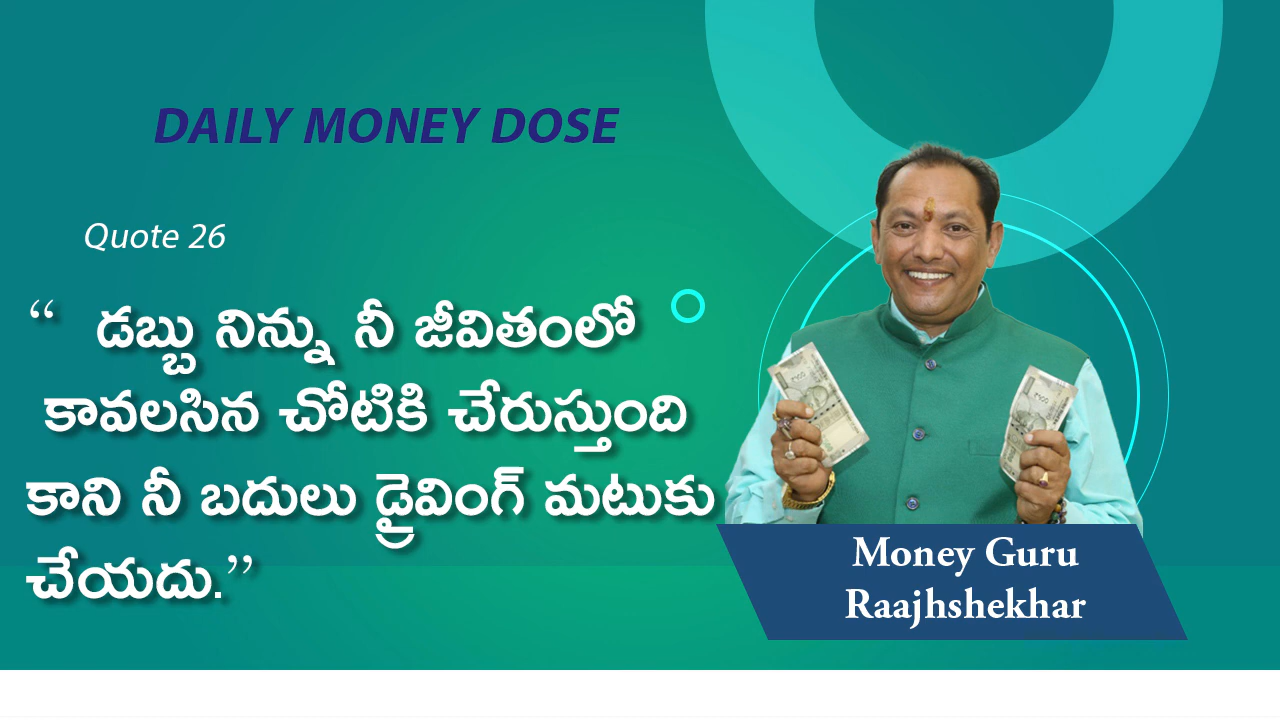 DAILY MONEY DOSE
Quote 26
“ డబ్బు నిన్ను నీ జీవితంలో
కావలసిన చోటికి చేరుస్తుంది
కాని నీ బదులు డ్రైవింగ్ మటుకు
చేయదు.”
Money Guru
Raajhshekhar